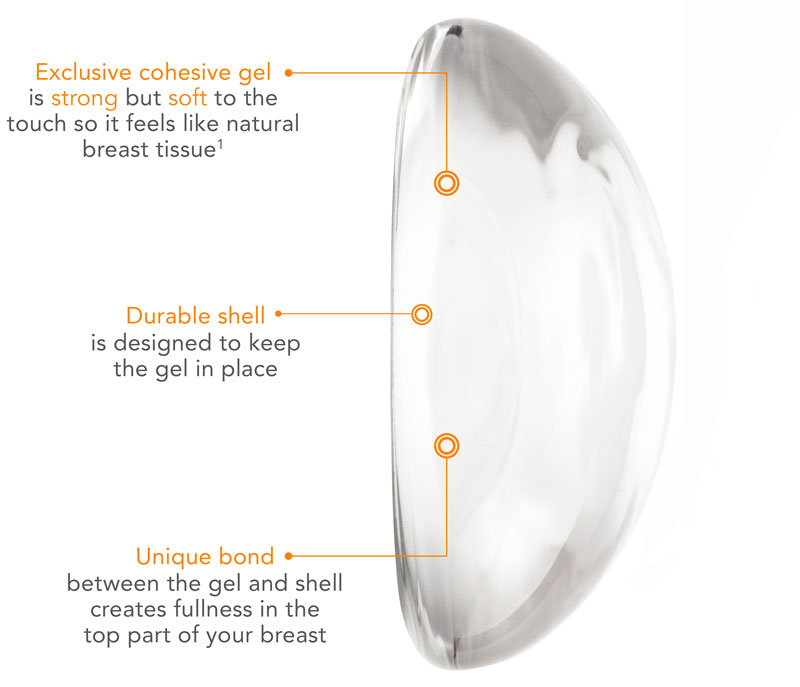 Exclusive cohesive gel
is strong but soft to the
touch so it feels like natural
breast tissue¹
Durable shell
is designed to keep
the gel in place
Unique bond
between the gel and shell
creates fullness in the
top part of your breast